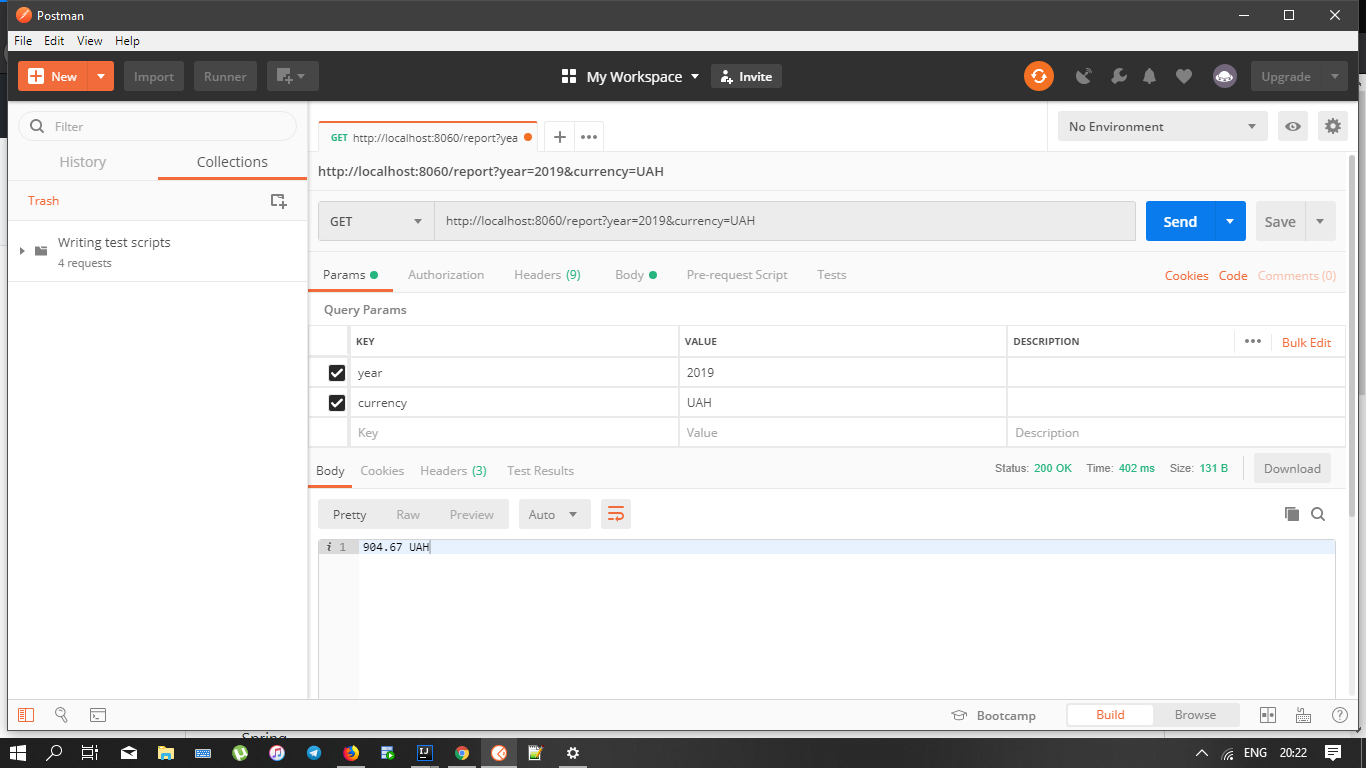 Postman
File Edit View Help
New Import Runner My Workspace Invite Upgrade
Filter
History Collections
Trash
Writing test scripts
4 requests
GET http://localhost:8060/report?yea
No Environment
http://localhost:8060/report?year=2019&currency=UAH
GET http://localhost:8060/report?year=2019&currency=UAH Send Save
Params Authorization Headers (9) Body Pre-request Script Tests Cookies Code Comments (0)
Query Params
KEY VALUE DESCRIPTION Bulk Edit
year 2019
currency UAH
Key Value Description
Body Cookies Headers (3) Test Results Status: 200 OK Time: 402 ms Size: 131 B Download
Pretty Raw Preview Auto
i 1 904.67 UAH
Bootcamp Build Browse
Spring
ENG 20:22